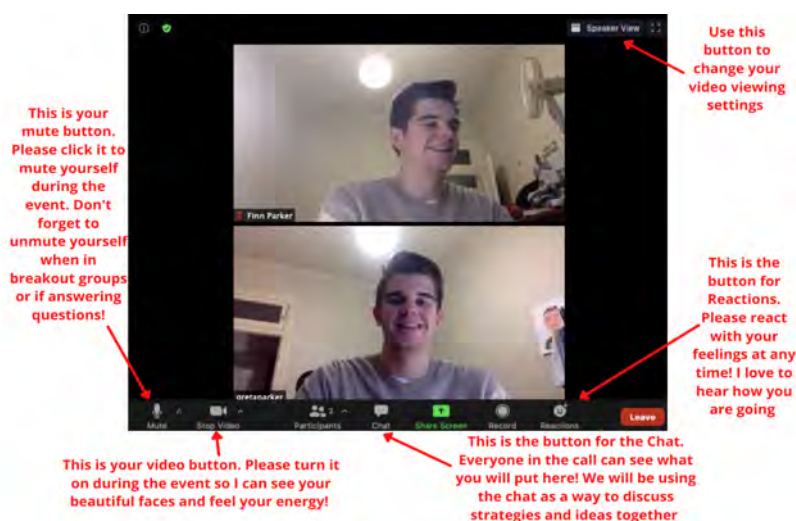 Speaker View
Use this
button to
change your
video viewing
settings
This is your
mute button.
Please click it to
mute yourself
during the
event. Don't
forget to
unmute yourself
when in
breakout groups
or if answering
questions!
Finn Parker
This is the
button for
Reactions.
Please react
with your
feelings at any
time! I love to
hear how you
are going
gretaparker
Mute
Stop Video
Participants
Chat
Share Screen
Record
Reactions
Leave
This is your video button. Please turn it
on during the event so I can see your
beautiful faces and feel your energy!
This is the button for the Chat.
Everyone in the call can see what
you will put here! We will be using
the chat as a way to discuss
strategies and ideas together